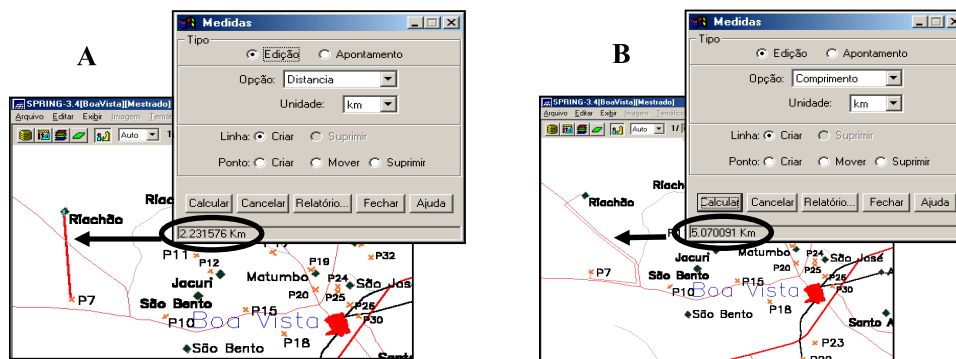 A
Medidas
Tipo
Edição Apontamento
Opção: Distancia
Unidade: km
Linha: Criar Suprimir
Ponto: Criar Mover Suprimir
Calcular Cancelar Relatório... Fechar Ajuda
2.231576 Km
SPRING-3.4[BoaVista][Mestrado]
Arquivo Editar Exibir Imagem
Auto
Riachão
P7
P11
P12
Jacuri
São Bento
P10
Boa Vista
P15
São Bento
P18
Matumbo
P19
P20
P24
P25
P26
P30
P32
São Jos
Santo
B
Medidas
Tipo
Edição Apontamento
Opção: Comprimento
Unidade: km
Linha: Criar Suprimir
Ponto: Criar Mover Suprimir
Calcular Cancelar Relatório... Fechar Ajuda
5.070091 Km
SPRING-3.4[BoaVista][Mestrado]
Arquivo Editar Exibir Imagem
Auto
Riachão
P7
Jacuri
São Bento
P10
Boa Vista
P15
São Bento
P18
Matumbo
P20
P24
P25
P26
P30
São José
Santo A
P23